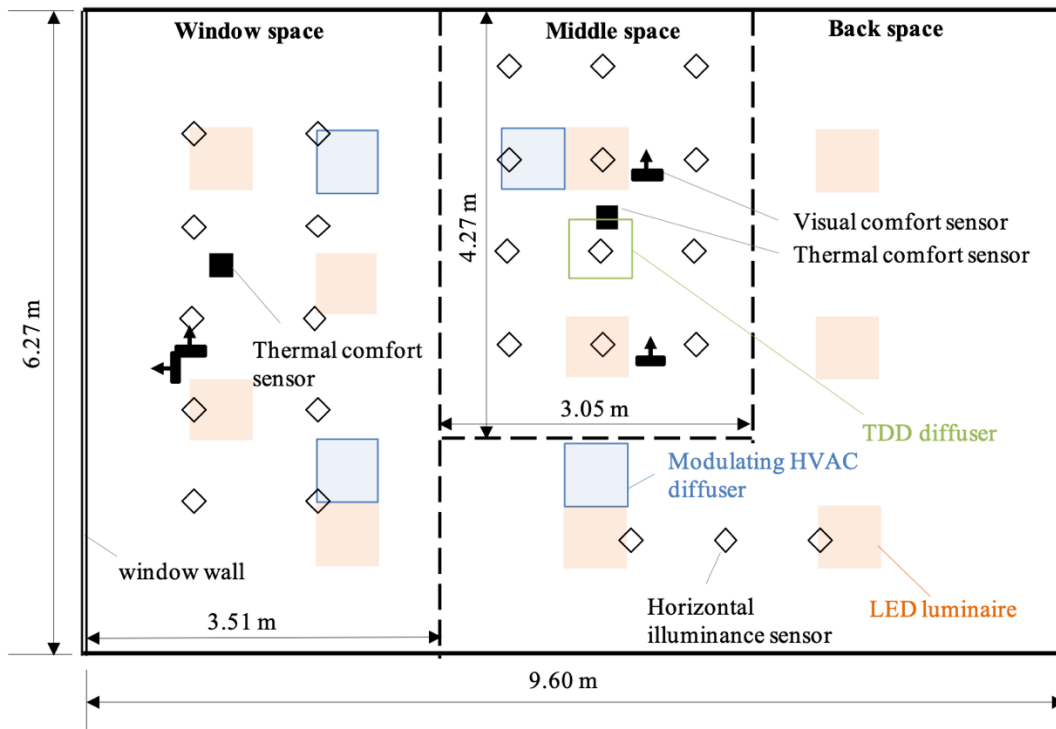 Window space
Middle space
Back space
6.27 m
4.27 m
Visual comfort sensor
Thermal comfort sensor
Thermal comfort
sensor
3.05 m
TDD diffuser
Modulating HVAC
diffuser
window wall
Horizontal
illuminance sensor
LED luminaire
3.51 m
9.60 m